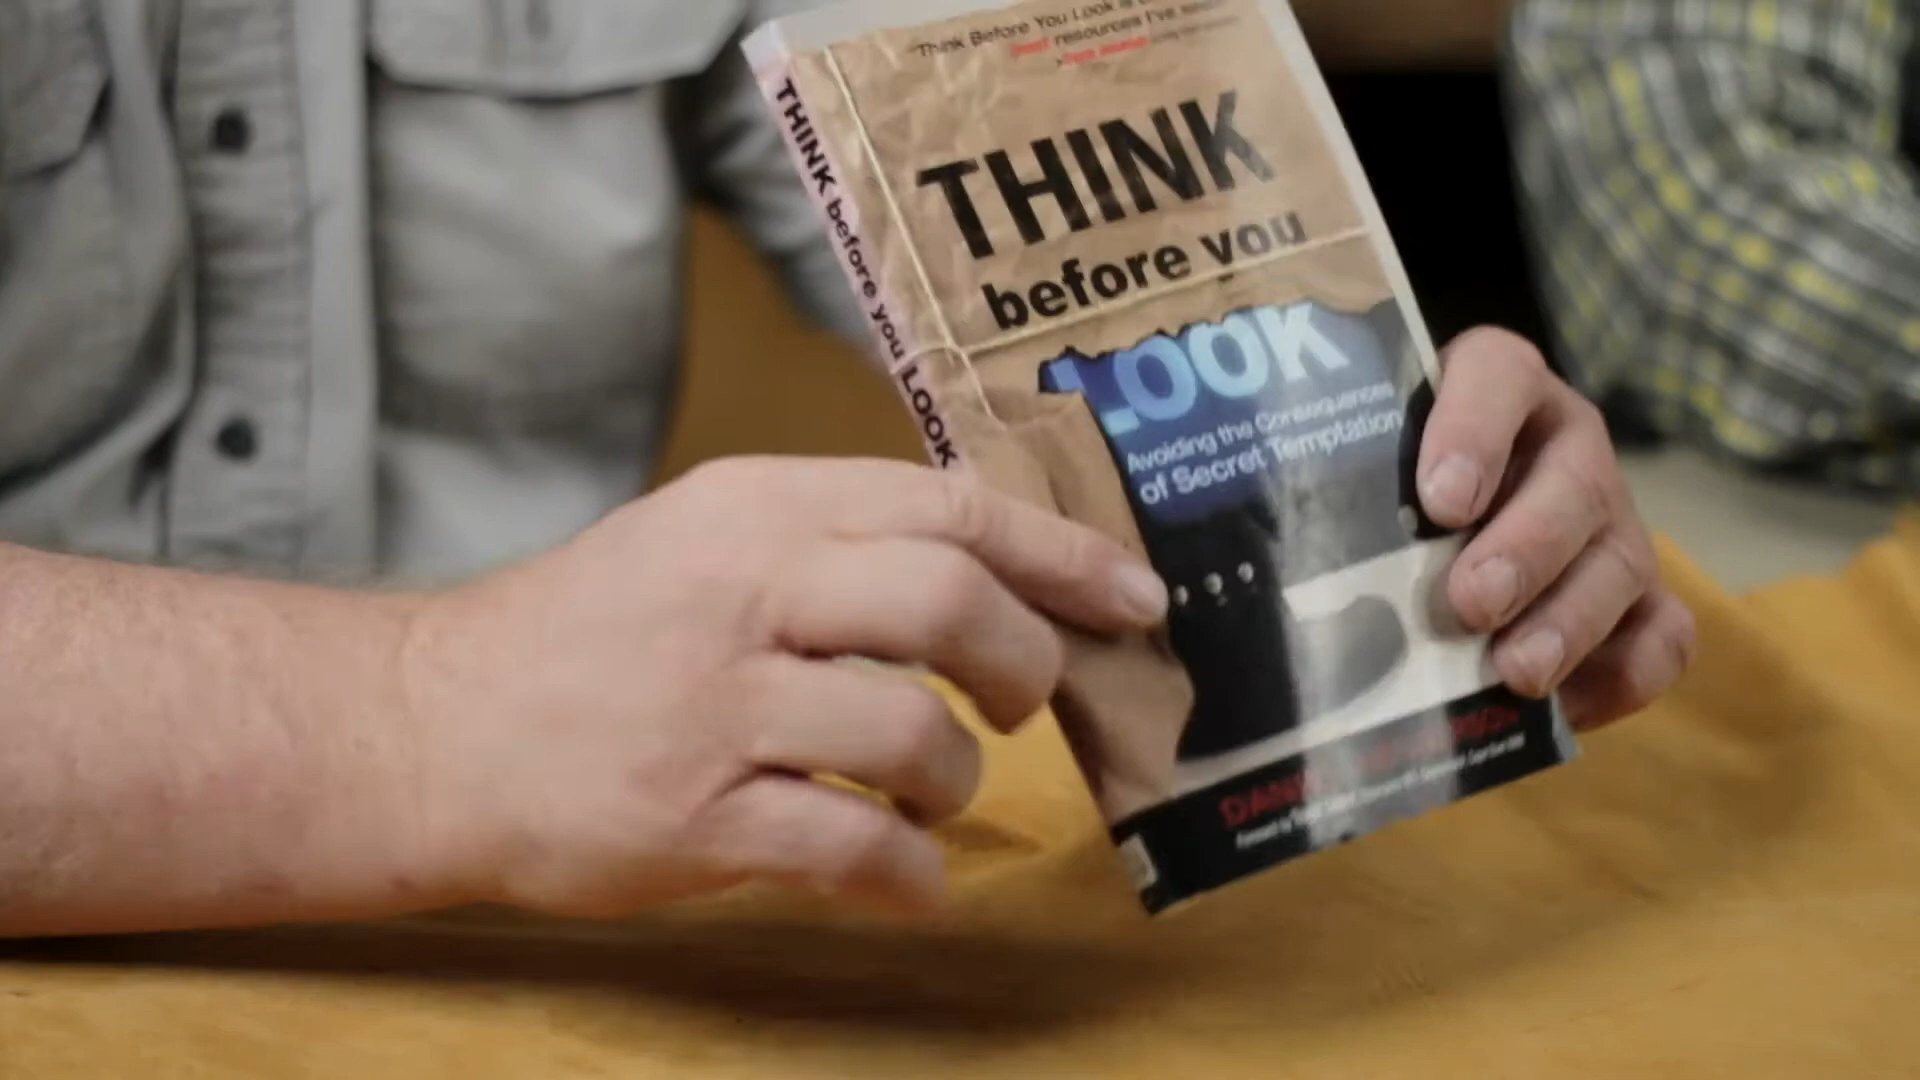 "Think Before You Look is
resources I've
THINK
before you
LOOK
Avoiding the Consequences
of Secret Temptation
THINK before you LOOK